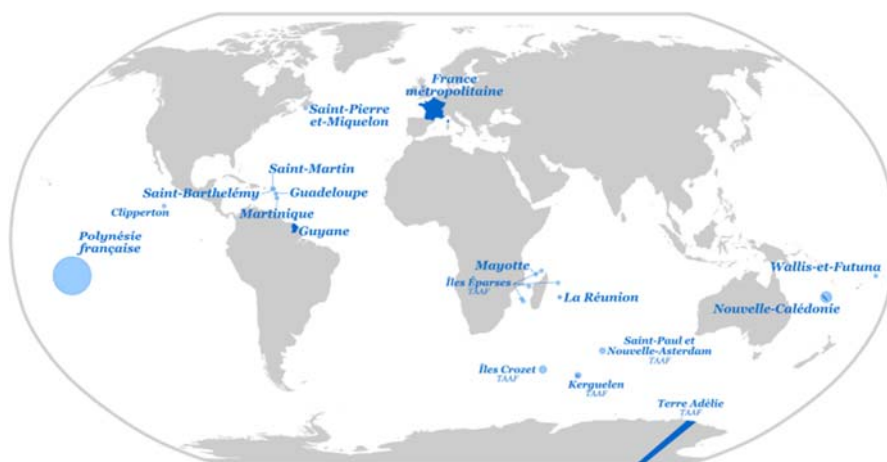 France
métropolitaine
Saint-Pierre
et-Miquelon
Saint-Martin
Saint-Barthelémy
Guadeloupe
Clipperton
Martinique
Guyane
Polynésie
française
Mayotte
Îles Éparses
TAAF
La Réunion
Wallis-et-Futuna
Nouvelle-Calédonie
Saint-Paul et
Nouvelle-Asterdam
TAAF
Îles Crozet
TAAF
Kerguelen
TAAF
Terre Adélie
TAAF